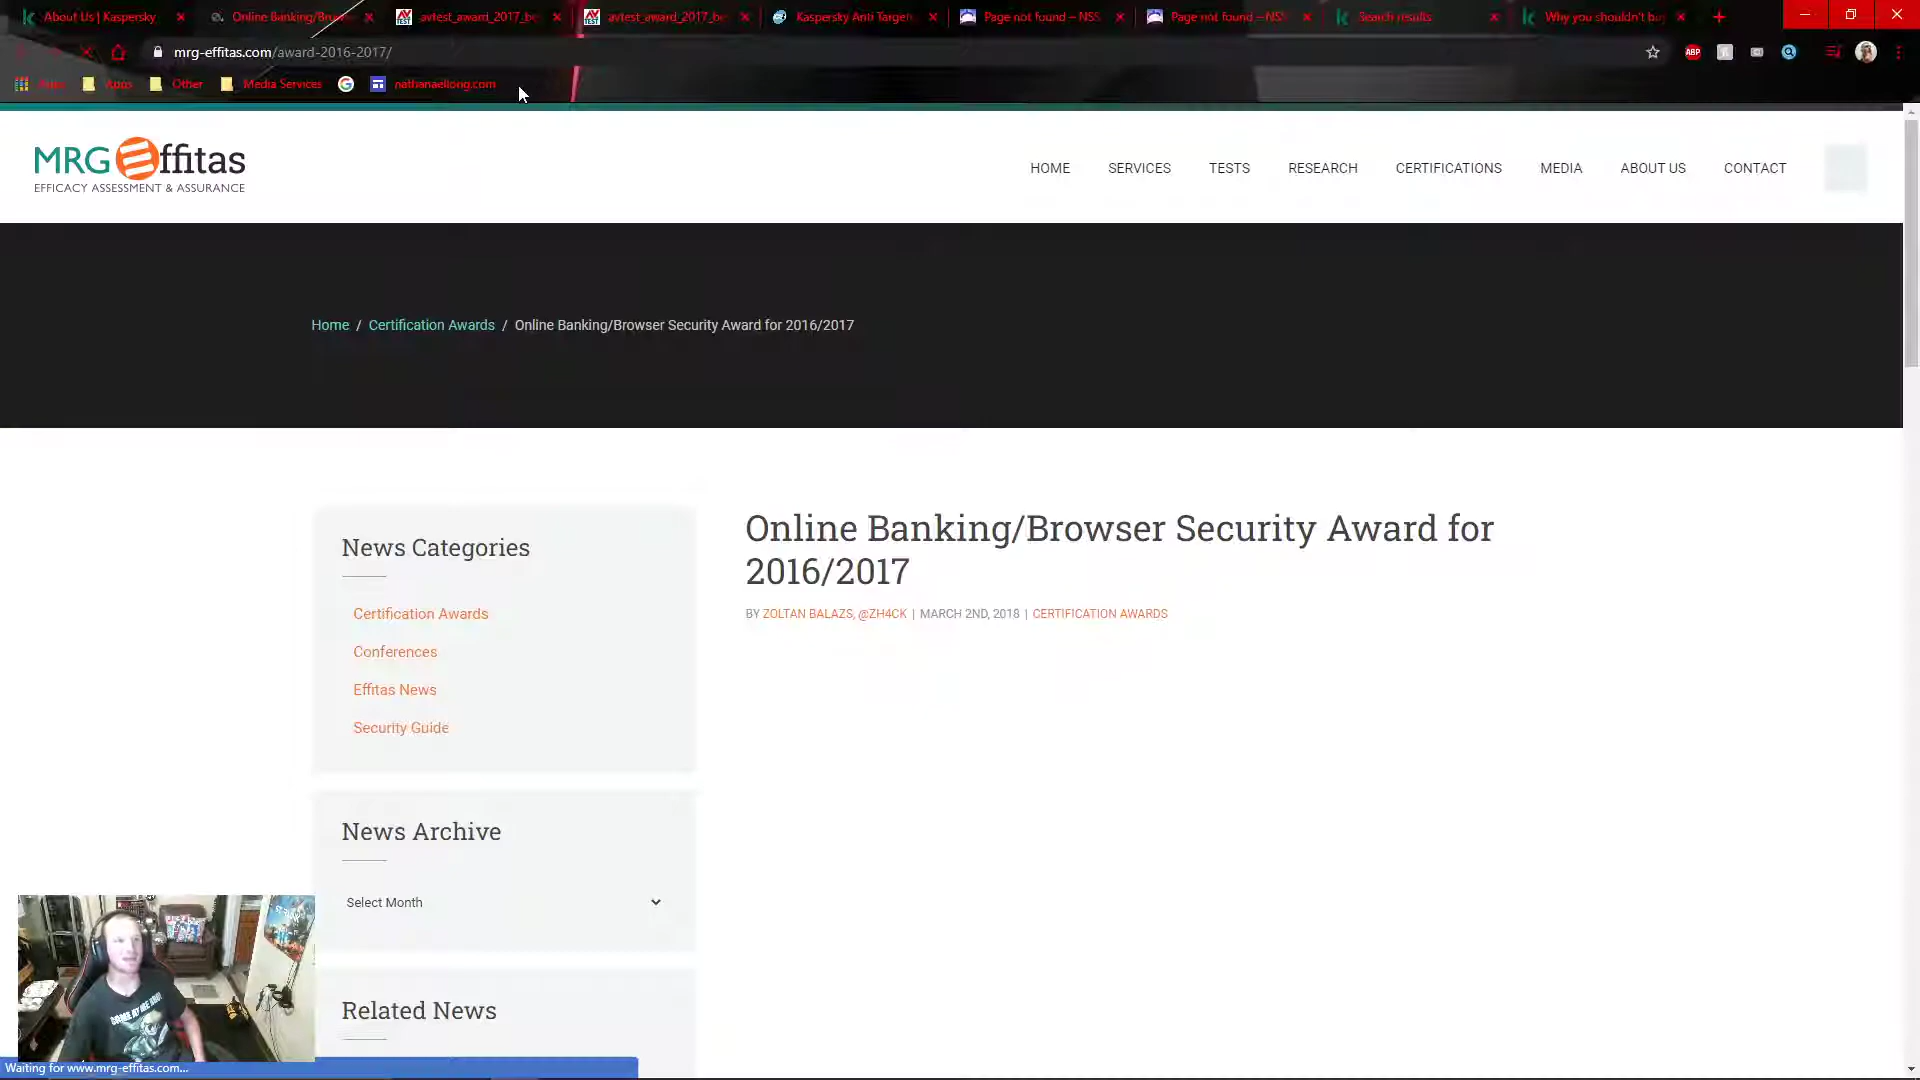 About Us | Kaspersky
Online Banking/Brow
avtest_award_2017_be
avtest_award_2017_be
Kaspersky Anti Target
Page not found – NSS
Page not found – NSS
Search results
Why you shouldn't bu
mrg-effitas.com/award-2016-2017/
ABP
Apps
Apps
Other
Media Services
nathanaellong.com
MRG Effitas
EFFICACY ASSESSMENT & ASSURANCE
HOME
SERVICES
TESTS
RESEARCH
CERTIFICATIONS
MEDIA
ABOUT US
CONTACT
Home / Certification Awards / Online Banking/Browser Security Award for 2016/2017
News Categories
Certification Awards
Conferences
Effitas News
Security Guide
News Archive
Select Month
Related News
Online Banking/Browser Security Award for
2016/2017
BY ZOLTAN BALAZS, @ZH4CK | MARCH 2ND, 2018 | CERTIFICATION AWARDS
Waiting for www.mrg-effitas.com...